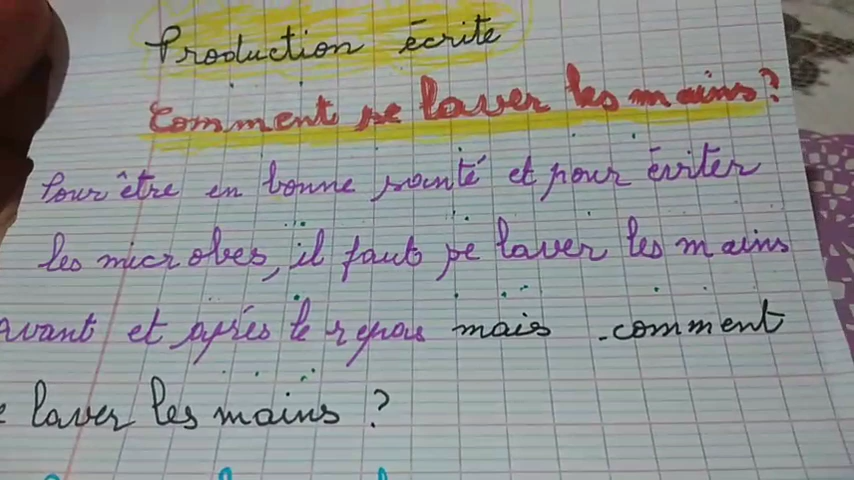 Production écrite
Comment se laver les mains?
Pour être en bonne santé et pour éviter
les microbes, il faut se laver les mains
avant et après le repas mais comment
laver les mains ?